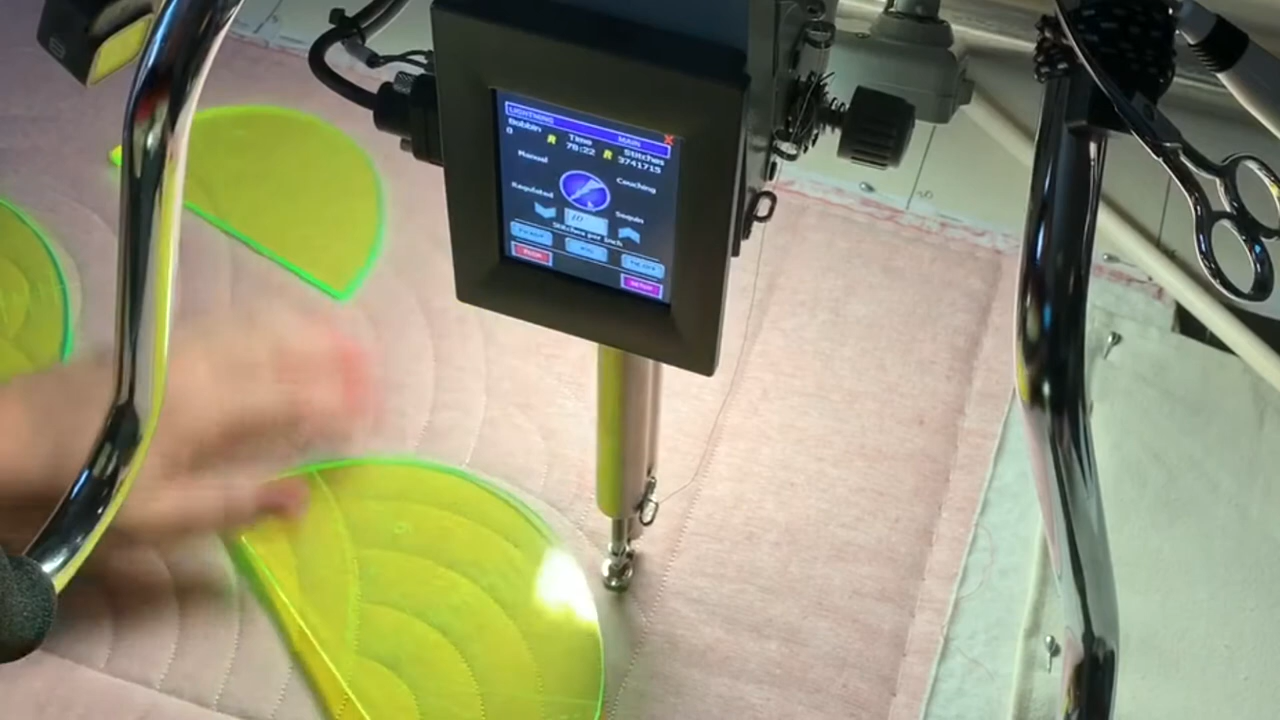 LIGHTNING MAIN X
Bobbin R Time R Stitches
0 78:22 3741715
Manual Couching
Regulated Sequin
10
Stitches per Inch
SETUP